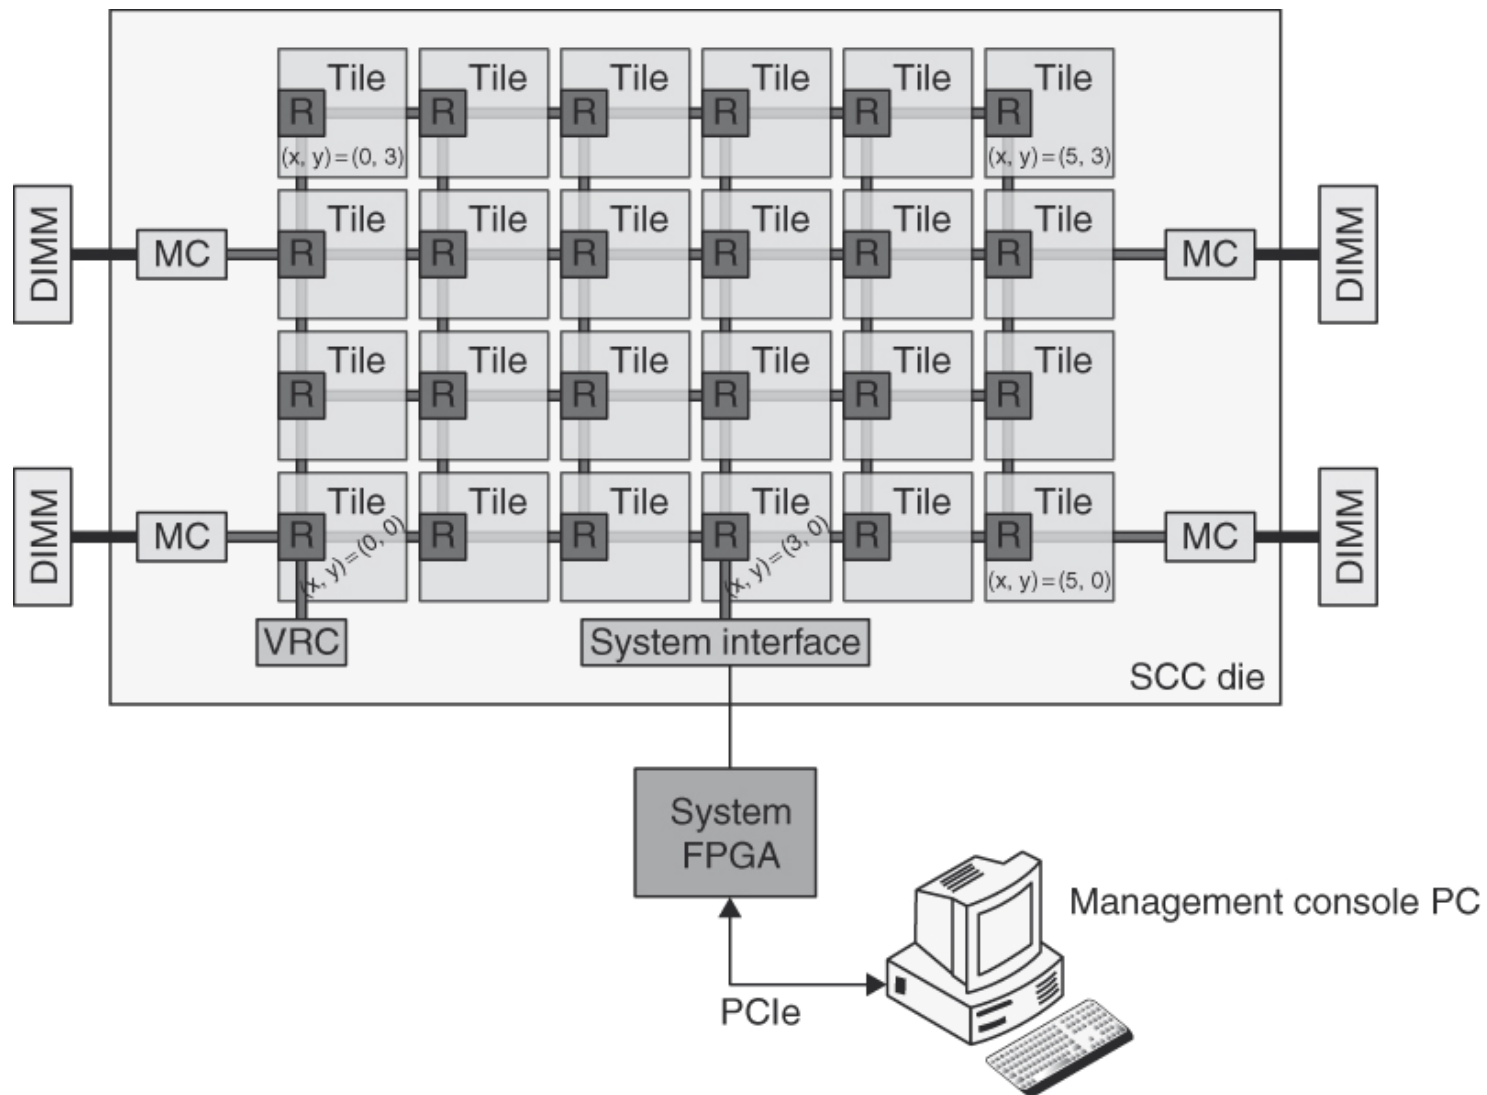 Tile Tile Tile Tile Tile Tile
R R R R R R
(x, y)=(0, 3) (x, y)=(5, 3)
Tile Tile Tile Tile Tile Tile
DIMM MC R R R R R R MC DIMM
Tile Tile Tile Tile Tile Tile
R R R R R R
Tile Tile Tile Tile Tile Tile
DIMM MC R R R R R R MC DIMM
(x, y)=(0, 0) (x, y)=(3, 0) (x, y)=(5, 0)
VRC System interface
SCC die
System
FPGA
Management console PC
PCIe